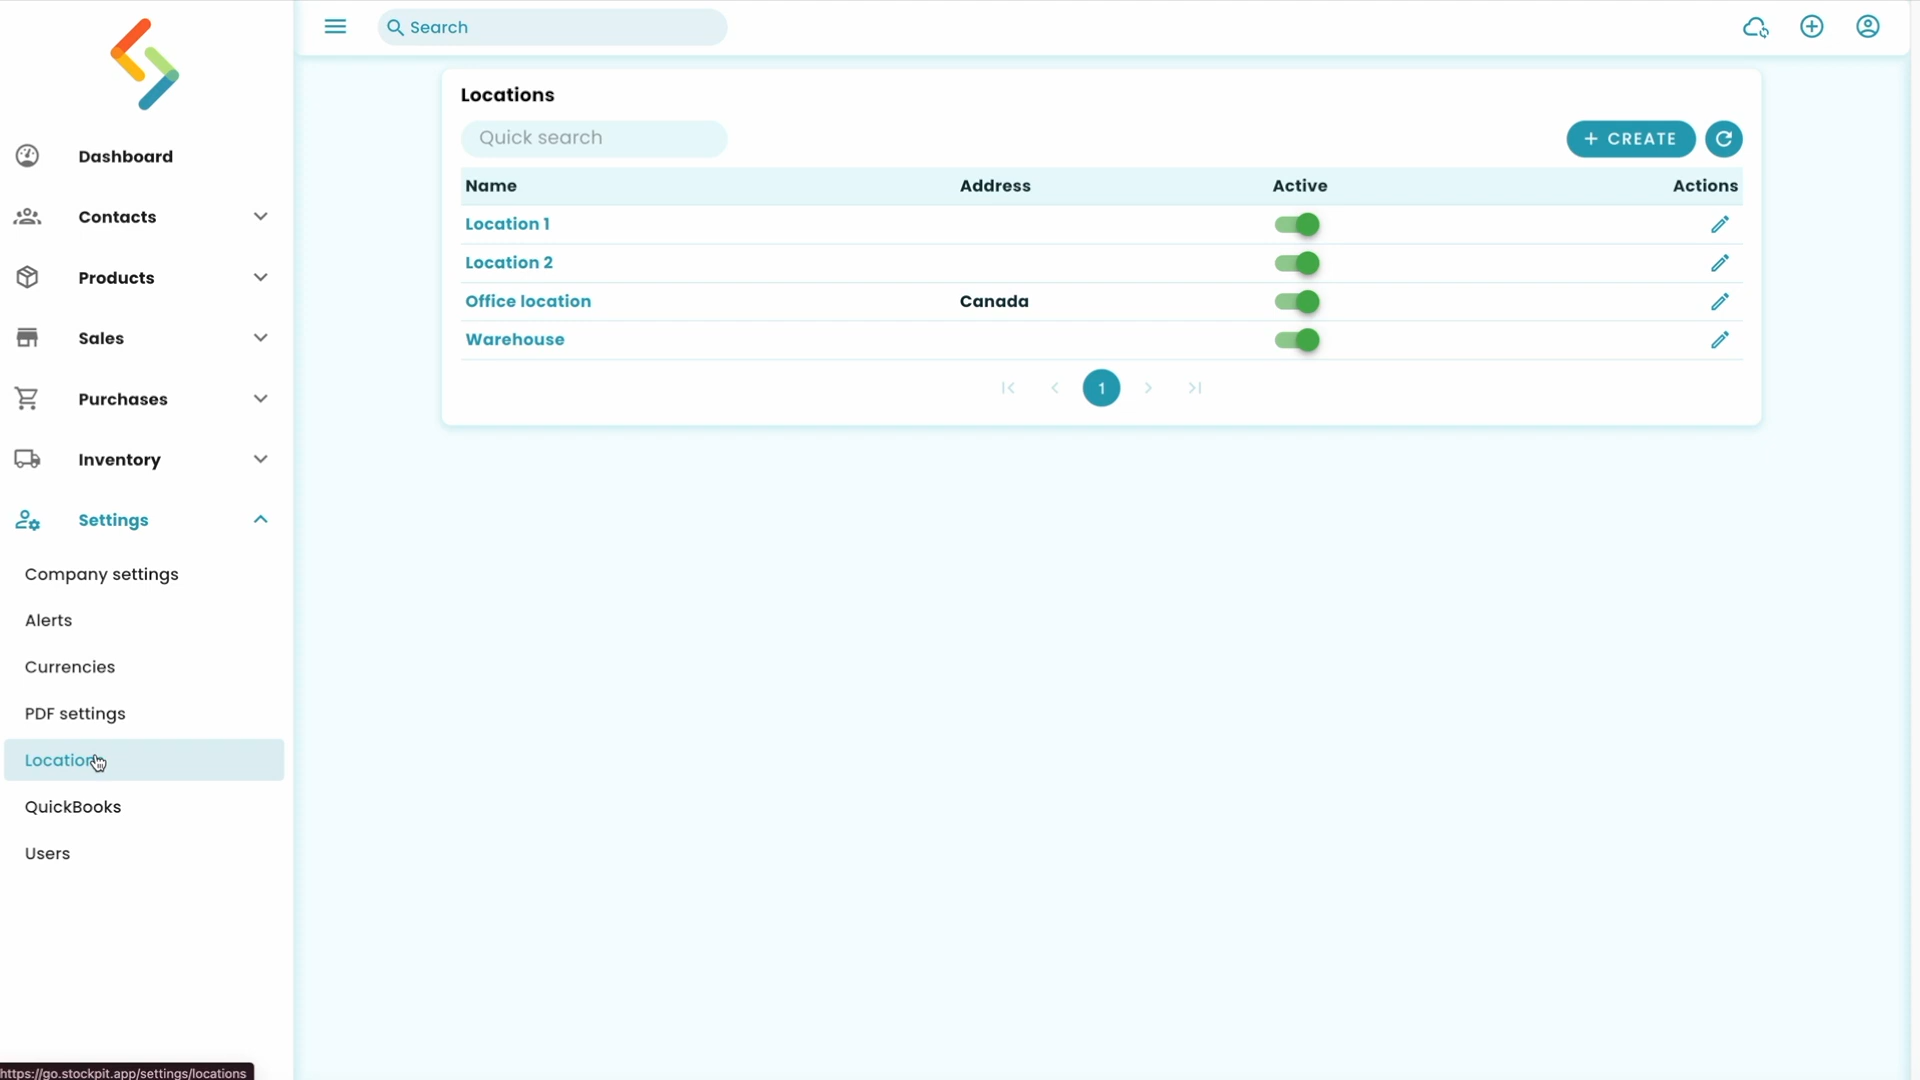 Search
Dashboard
Contacts
Products
Sales
Purchases
Inventory
Settings
Company settings
Alerts
Currencies
PDF settings
Location
QuickBooks
Users
Locations
Quick search
+ CREATE
Name Address Active Actions
Location 1
Location 2
Office location Canada
Warehouse
1
https://go.stockpit.app/settings/locations